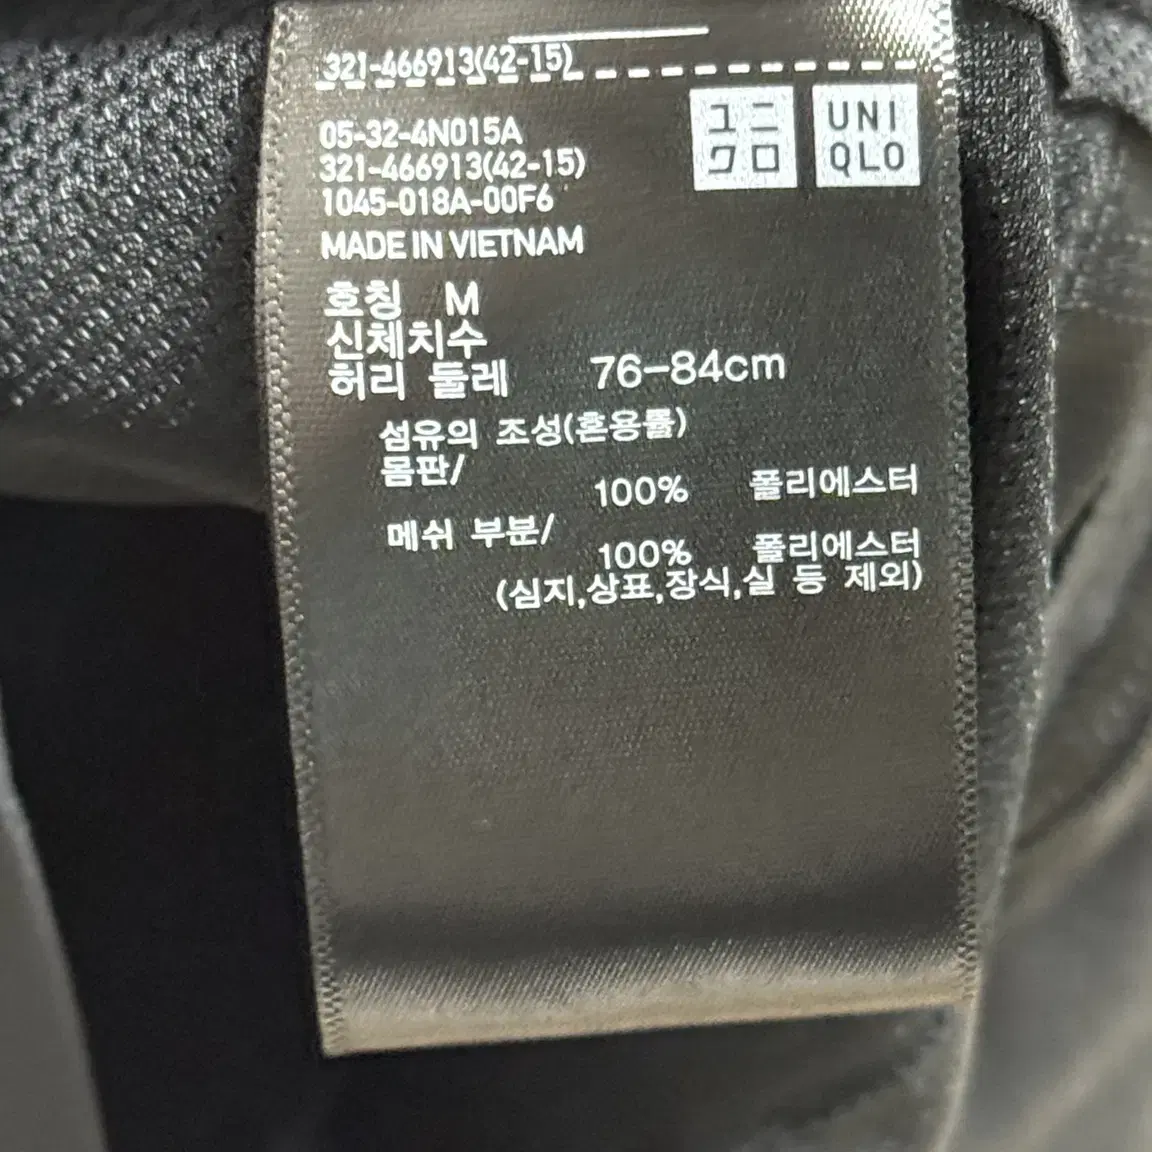 321-466913(42-15)
ユニ
クロ
UNI
QLO
05-32-4N015A
321-466913(42-15)
1045-018A-00F6
MADE IN VIETNAM
호칭 M
신체치수
허리 둘레 76-84cm
섬유의 조성(혼용률)
몸판/
100% 폴리에스터
메쉬 부분/
100% 폴리에스터
(심지,상표,장식,실 등 제외)